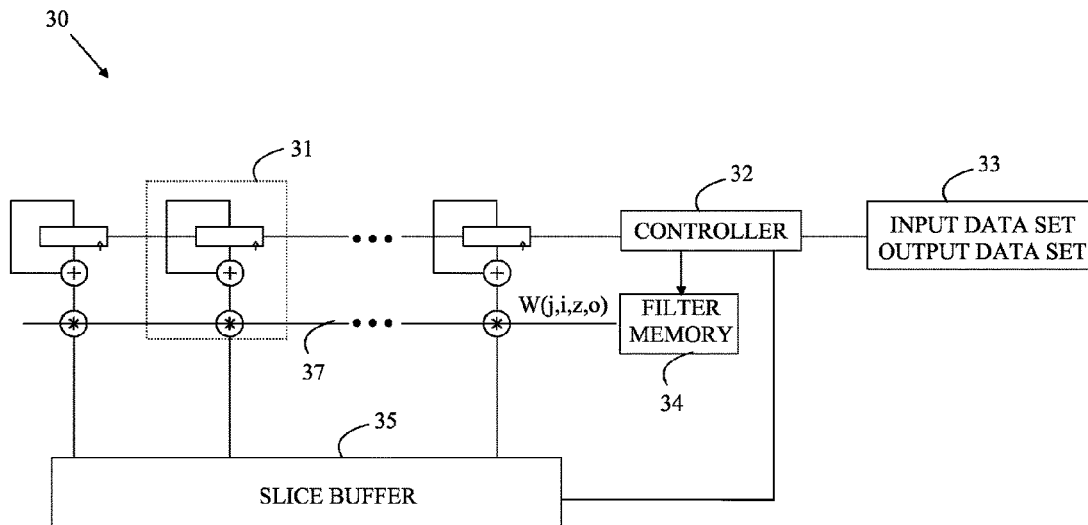 30
31
32
33
CONTROLLER
INPUT DATA SET
OUTPUT DATA SET
+
+
+
*
*
*
W(j,i,z,o)
FILTER
MEMORY
37
34
35
SLICE BUFFER